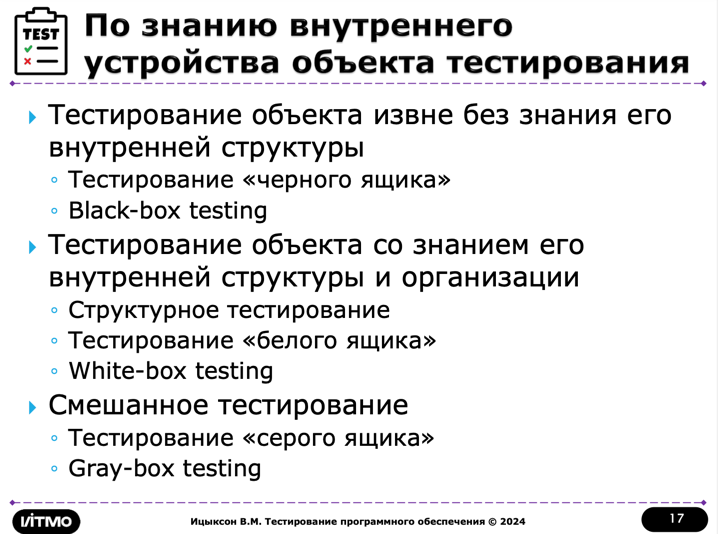 TEST
По знанию внутреннего
устройства объекта тестирования
Тестирование объекта извне без знания его
внутренней структуры
Тестирование «черного ящика»
Black-box testing
Тестирование объекта со знанием его
внутренней структуры и организации
Структурное тестирование
Тестирование «белого ящика»
White-box testing
Смешанное тестирование
Тестирование «серого ящика»
Gray-box testing
ИТМО
Ицыксон В.М. Тестирование программного обеспечения © 2024
17